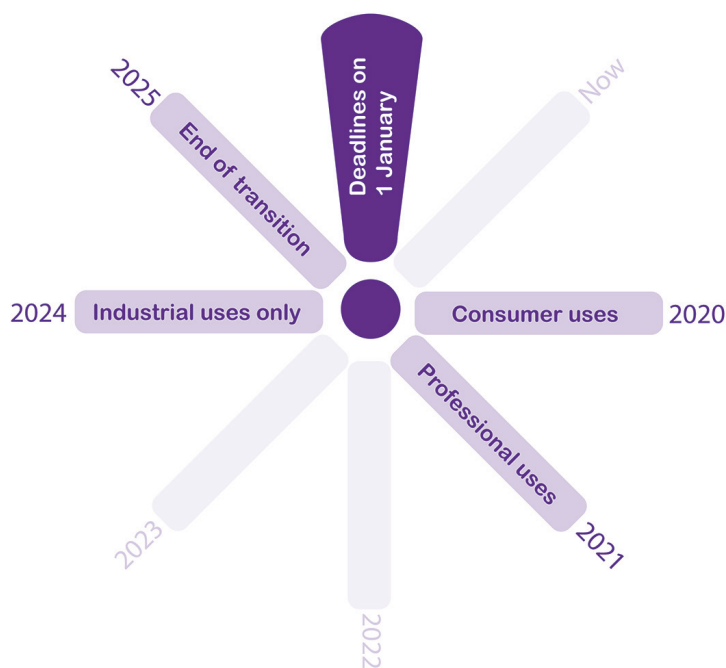 Deadlines on
1 January
Now
Consumer uses
2020
Professional uses
2021
2022
2023
Industrial uses only
2024
End of transition
2025